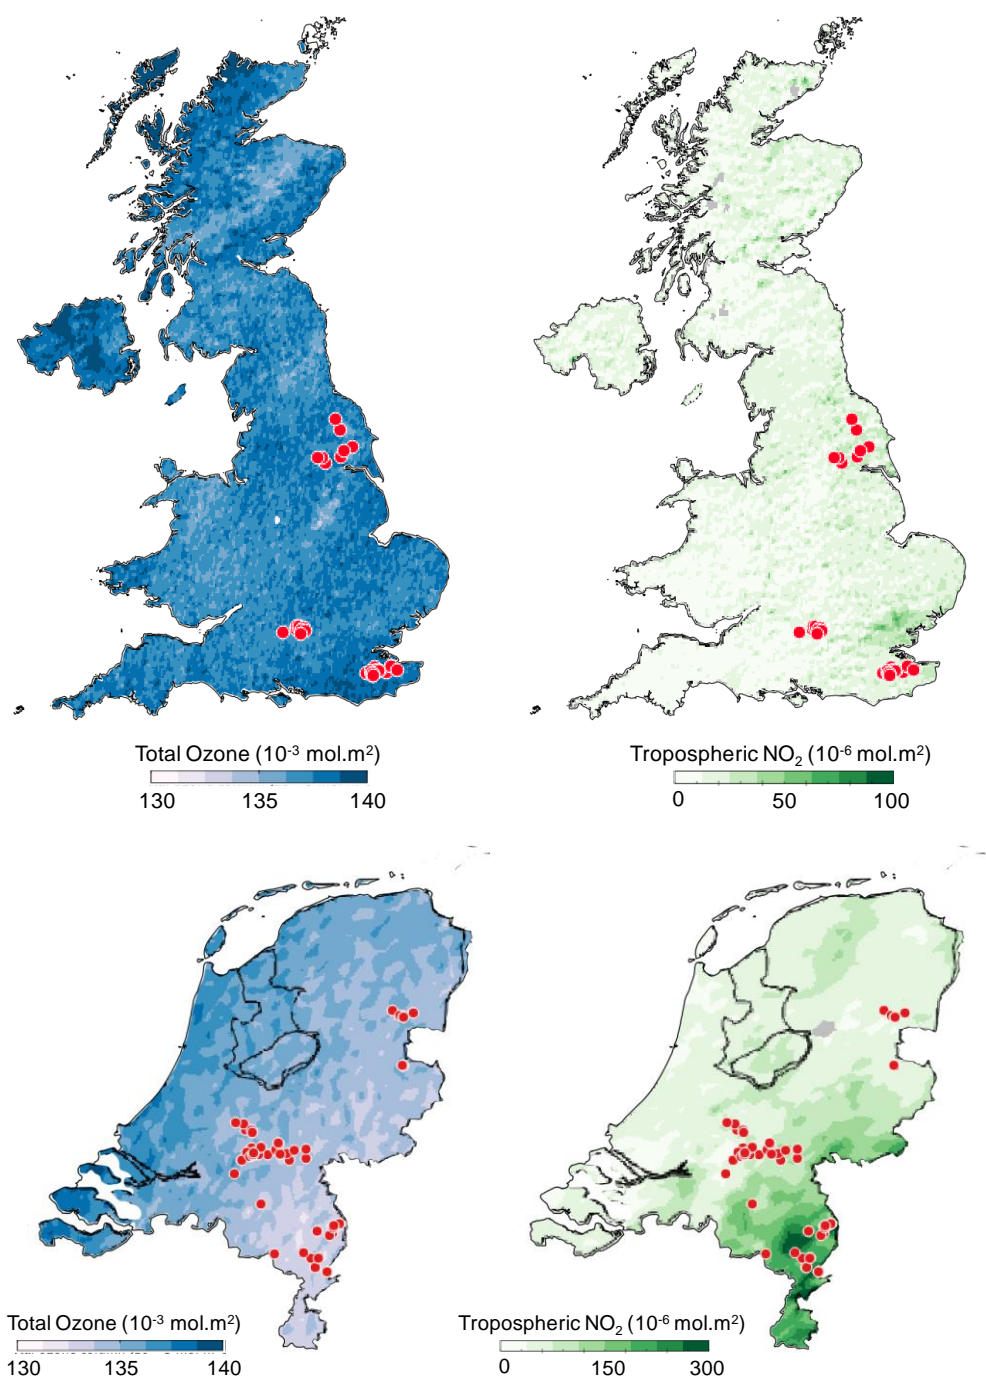 Total Ozone (10⁻³ mol.m²)
130 135 140
Tropospheric NO₂ (10⁻⁶ mol.m²)
0 50 100
Total Ozone (10⁻³ mol.m²)
130 135 140
Tropospheric NO₂ (10⁻⁶ mol.m²)
0 150 300